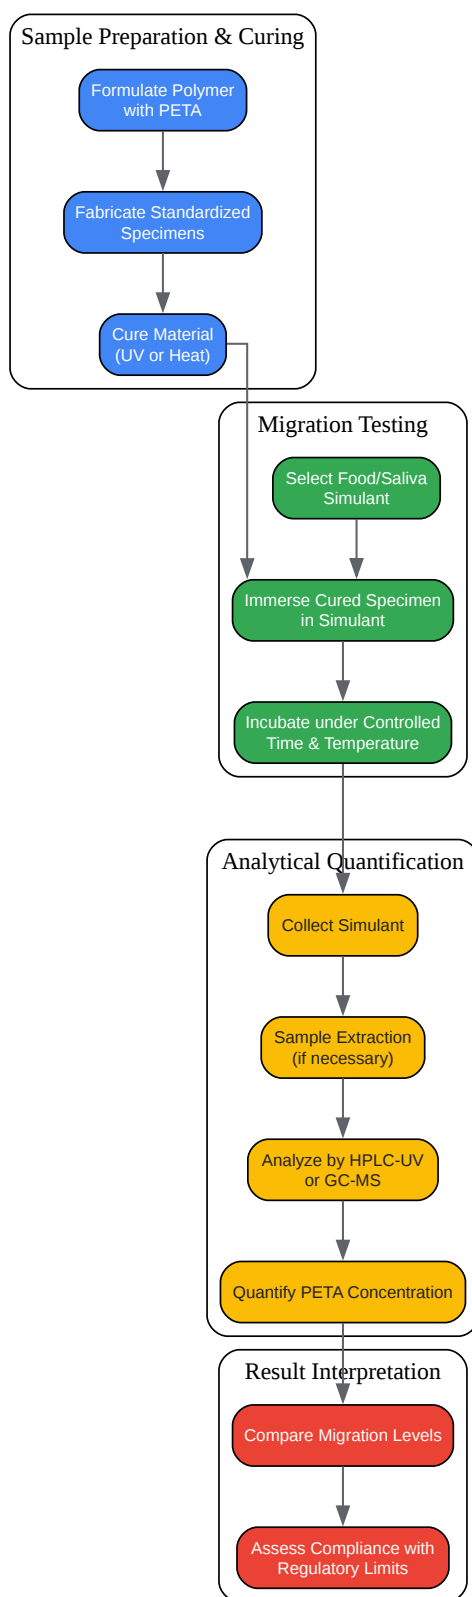 Sample Preparation & Curing
Formulate Polymer
with PETA
Fabricate Standardized
Specimens
Cure Material
(UV or Heat)
Migration Testing
Select Food/Saliva
Simulant
Immerse Cured Specimen
in Simulant
Incubate under Controlled
Time & Temperature
Analytical Quantification
Collect Simulant
Sample Extraction
(if necessary)
Analyze by HPLC-UV
or GC-MS
Quantify PETA Concentration
Result Interpretation
Compare Migration Levels
Assess Compliance with
Regulatory Limits